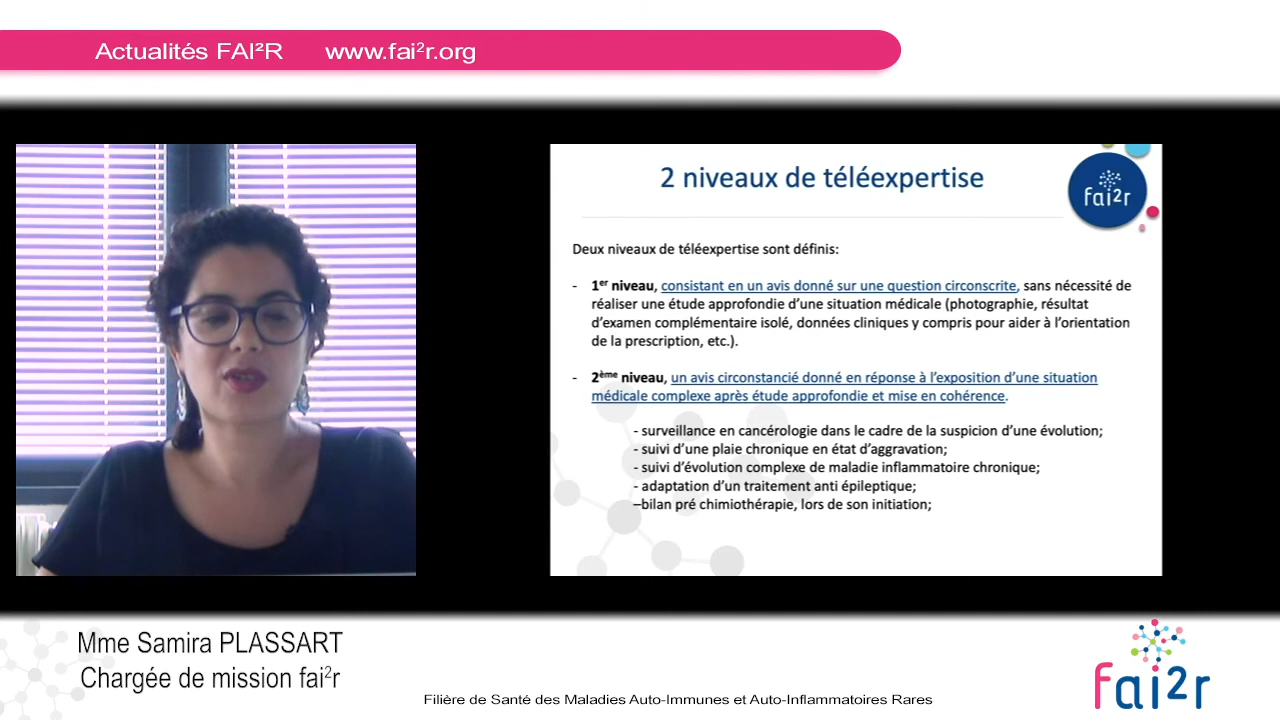 Actualités FAI²R www.fai²r.org
2 niveaux de téléexpertise
fai2r
Deux niveaux de téléexpertise sont définis:
- 1er niveau, consistant en un avis donné sur une question circonscrite, sans nécessité de
réaliser une étude approfondie d'une situation médicale (photographie, résultat
d'examen complémentaire isolé, données cliniques y compris pour aider à l'orientation
de la prescription, etc.).
- 2ème niveau, un avis circonstancié donné en réponse à l'exposition d'une situation
médicale complexe après étude approfondie et mise en cohérence.
- surveillance en cancérologie dans le cadre de la suspicion d'une évolution;
- suivi d'une plaie chronique en état d'aggravation;
- suivi d'évolution complexe de maladie inflammatoire chronique;
- adaptation d'un traitement anti épileptique;
–bilan pré chimiothérapie, lors de son initiation;
Mme Samira PLASSART
Chargée de mission fai²r
Filière de Santé des Maladies Auto-Immunes et Auto-Inflammatoires Rares
fai2r